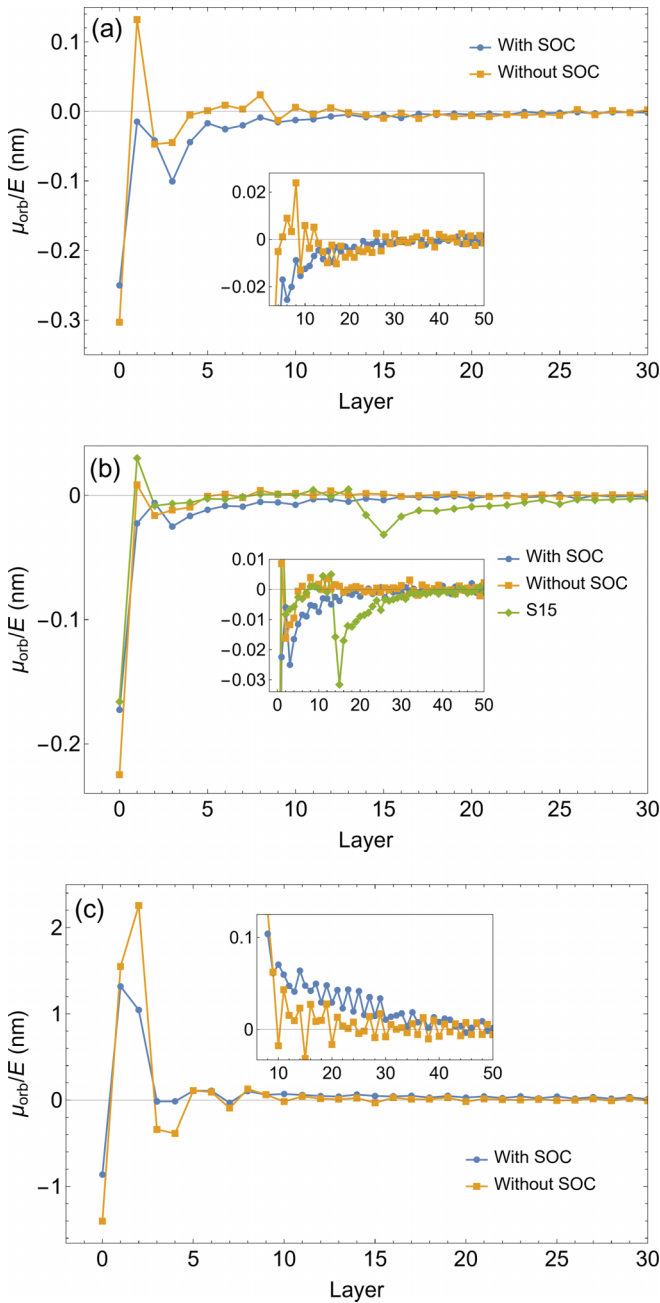 (a)
With SOC
Without SOC
0.1
0.0
−0.1
−0.2
−0.3
μorb/E (nm)
0.02
0
−0.02
10 20 30 40 50
0 5 10 15 20 25 30
Layer
(b)
0
−0.1
−0.2
μorb/E (nm)
With SOC
Without SOC
S15
0.01
0
−0.01
−0.02
−0.03
0 10 20 30 40 50
0 5 10 15 20 25 30
Layer
(c)
2
1
0
−1
μorb/E (nm)
0.1
0
10 20 30 40 50
With SOC
Without SOC
0 5 10 15 20 25 30
Layer